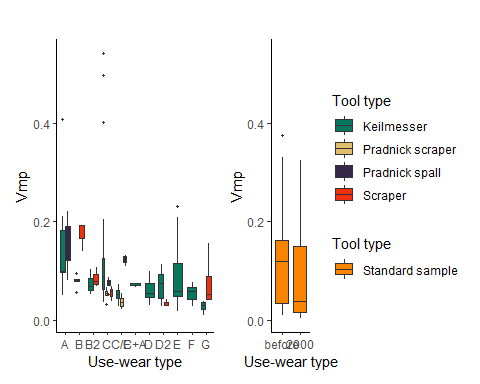 Vmp
0.4
0.2
0.0
A B B2 C C/E C+A D D2 E F G
Use-wear type
Vmp
0.4
0.2
0.0
before 2000
Use-wear type
Tool type
Keilmesser
Pradnick scraper
Pradnick spall
Scraper
Tool type
Standard sample